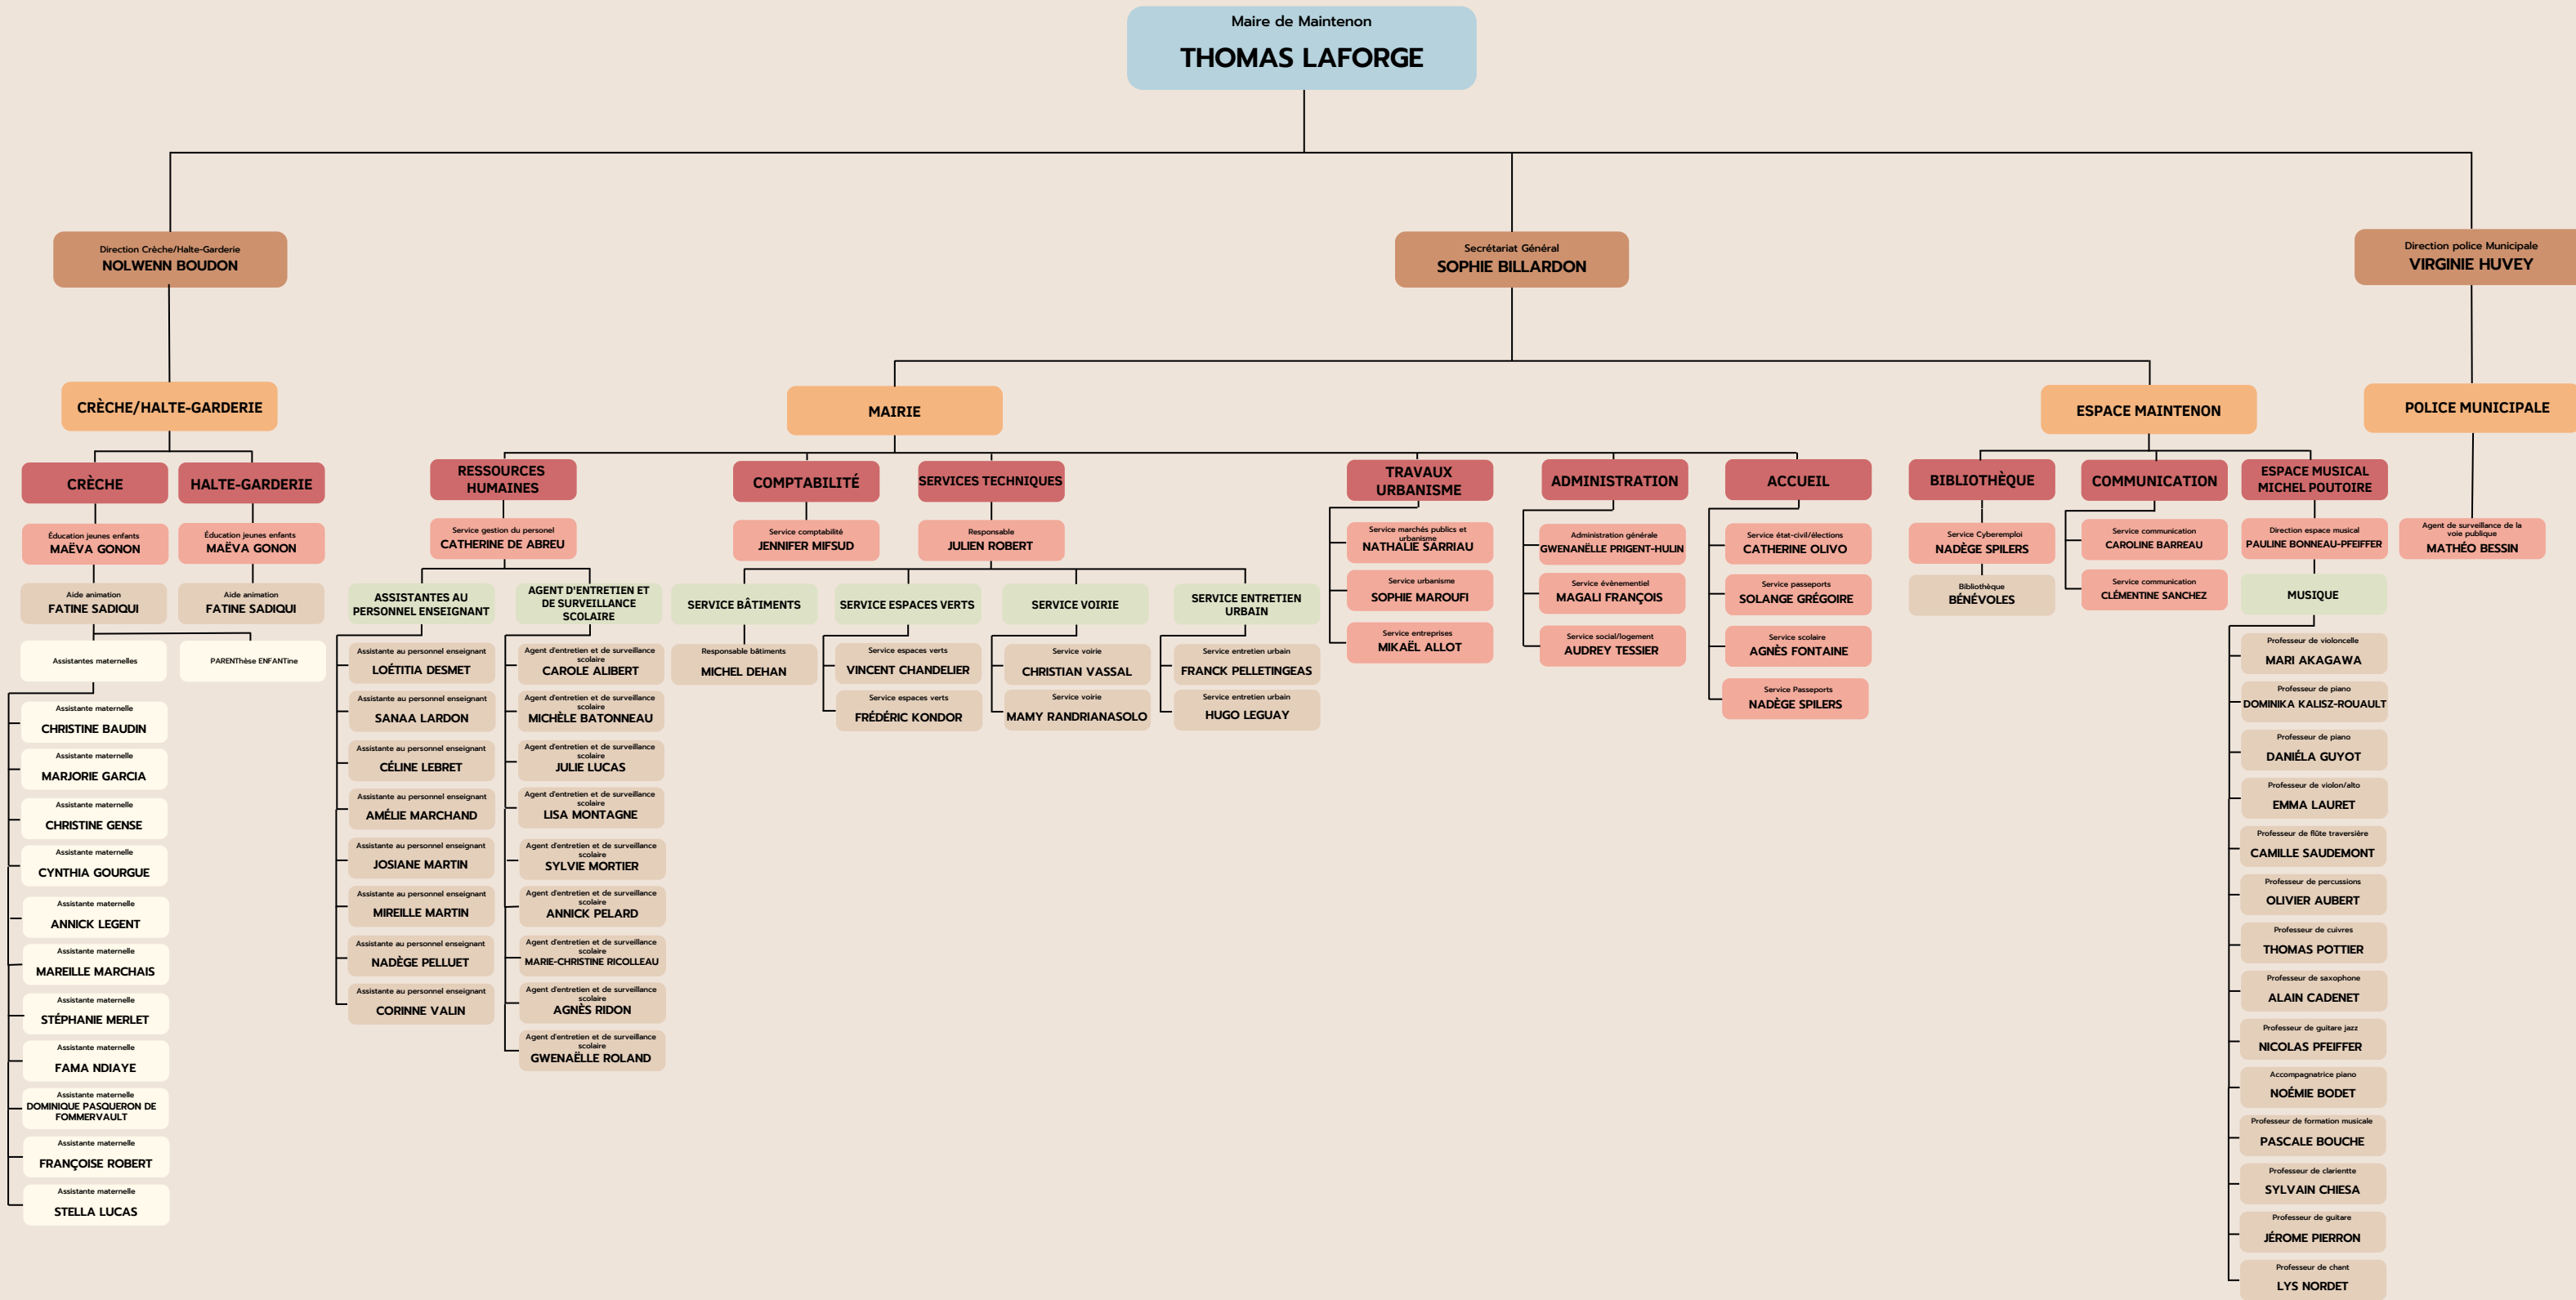 Maire de Maintenon
THOMAS LAFORGE
Direction Crèche/Halte-Garderie
NOLWENN BOUDON
Secrétariat Général
SOPHIE BILLARDON
Direction police Municipale
VIRGINIE HUVEY
CRÈCHE/HALTE-GARDERIE
MAIRIE
ESPACE MAINTENON
POLICE MUNICIPALE
CRÈCHE
Éducation jeunes enfants
MAËVA GONON
Aide animation
FATINE SADIQUI
Assistantes maternelles
Assistante maternelle
CHRISTINE BAUDIN
Assistante maternelle
MARJORIE GARCIA
Assistante maternelle
CHRISTINE GENSE
Assistante maternelle
CYNTHIA GOURGUE
Assistante maternelle
ANNICK LEGENT
Assistante maternelle
MAREILLE MARCHAIS
Assistante maternelle
STÉPHANIE MERLET
Assistante maternelle
FAMA NDIAYE
Assistante maternelle
DOMINIQUE PASQUERON DE
FOMMERVAULT
Assistante maternelle
FRANÇOISE ROBERT
Assistante maternelle
STELLA LUCAS
HALTE-GARDERIE
Éducation jeunes enfants
MAËVA GONON
Aide animation
FATINE SADIQUI
PARENThèse ENFANTine
RESSOURCES
HUMAINES
Service gestion du personel
CATHERINE DE ABREU
ASSISTANTES AU
PERSONNEL ENSEIGNANT
Assistante au personnel enseignant
LOÉTITIA DESMET
Assistante au personnel enseignant
SANAA LARDON
Assistante au personnel enseignant
CÉLINE LEBRET
Assistante au personnel enseignant
AMÉLIE MARCHAND
Assistante au personnel enseignant
JOSIANE MARTIN
Assistante au personnel enseignant
MIREILLE MARTIN
Assistante au personnel enseignant
NADÈGE PELLUET
Assistante au personnel enseignant
CORINNE VALIN
AGENT D'ENTRETIEN ET
DE SURVEILLANCE
SCOLAIRE
Agent d'entretien et de surveillance
scolaire
CAROLE ALIBERT
Agent d'entretien et de surveillance
scolaire
MICHÈLE BATONNEAU
Agent d'entretien et de surveillance
scolaire
JULIE LUCAS
Agent d'entretien et de surveillance
scolaire
LISA MONTAGNE
Agent d'entretien et de surveillance
scolaire
SYLVIE MORTIER
Agent d'entretien et de surveillance
scolaire
ANNICK PELARD
Agent d'entretien et de surveillance
scolaire
MARIE-CHRISTINE RICOLLEAU
Agent d'entretien et de surveillance
scolaire
AGNÈS RIDON
Agent d'entretien et de surveillance
scolaire
GWENAËLLE ROLAND
COMPTABILITÉ
Service comptabilité
JENNIFER MIFSUD
SERVICES TECHNIQUES
Responsable
JULIEN ROBERT
SERVICE BÂTIMENTS
Responsable bâtiments
MICHEL DEHAN
SERVICE ESPACES VERTS
Service espaces verts
VINCENT CHANDELIER
Service espaces verts
FRÉDÉRIC KONDOR
SERVICE VOIRIE
Service voirie
CHRISTIAN VASSAL
Service voirie
MAMY RANDRIANASOLO
SERVICE ENTRETIEN
URBAIN
Service entretien urbain
FRANCK PELLETINGEAS
Service entretien urbain
HUGO LEGUAY
TRAVAUX
URBANISME
Service marchés publics et
urbanisme
NATHALIE SARRIAU
Service urbanisme
SOPHIE MAROUFI
Service entreprises
MIKAËL ALLOT
ADMINISTRATION
Administration générale
GWENANËLLE PRIGENT-HULIN
Service évènementiel
MAGALI FRANÇOIS
Service social/logement
AUDREY TESSIER
ACCUEIL
Service état-civil/élections
CATHERINE OLIVO
Service passeports
SOLANGE GRÉGOIRE
Service scolaire
AGNÈS FONTAINE
Service Passeports
NADÈGE SPILERS
BIBLIOTHÈQUE
Service Cyberemploi
NADÈGE SPILERS
Bibliothèque
BÉNÉVOLES
COMMUNICATION
Service communication
CAROLINE BARREAU
Service communication
CLÉMENTINE SANCHEZ
ESPACE MUSICAL
MICHEL POUTOIRE
Direction espace musical
PAULINE BONNEAU-PFEIFFER
MUSIQUE
Professeur de violoncelle
MARI AKAGAWA
Professeur de piano
DOMINIKA KALISZ-ROUAULT
Professeur de piano
DANIÉLA GUYOT
Professeur de violon/alto
EMMA LAURET
Professeur de flûte traversière
CAMILLE SAUDEMONT
Professeur de percussions
OLIVIER AUBERT
Professeur de cuivres
THOMAS POTTIER
Professeur de saxophone
ALAIN CADENET
Professeur de guitare jazz
NICOLAS PFEIFFER
Accompagnatrice piano
NOÉMIE BODET
Professeur de formation musicale
PASCALE BOUCHE
Professeur de clarientte
SYLVAIN CHIESA
Professeur de guitare
JÉROME PIERRON
Professeur de chant
LYS NORDET
Agent de surveillance de la
voie publique
MATHÉO BESSIN